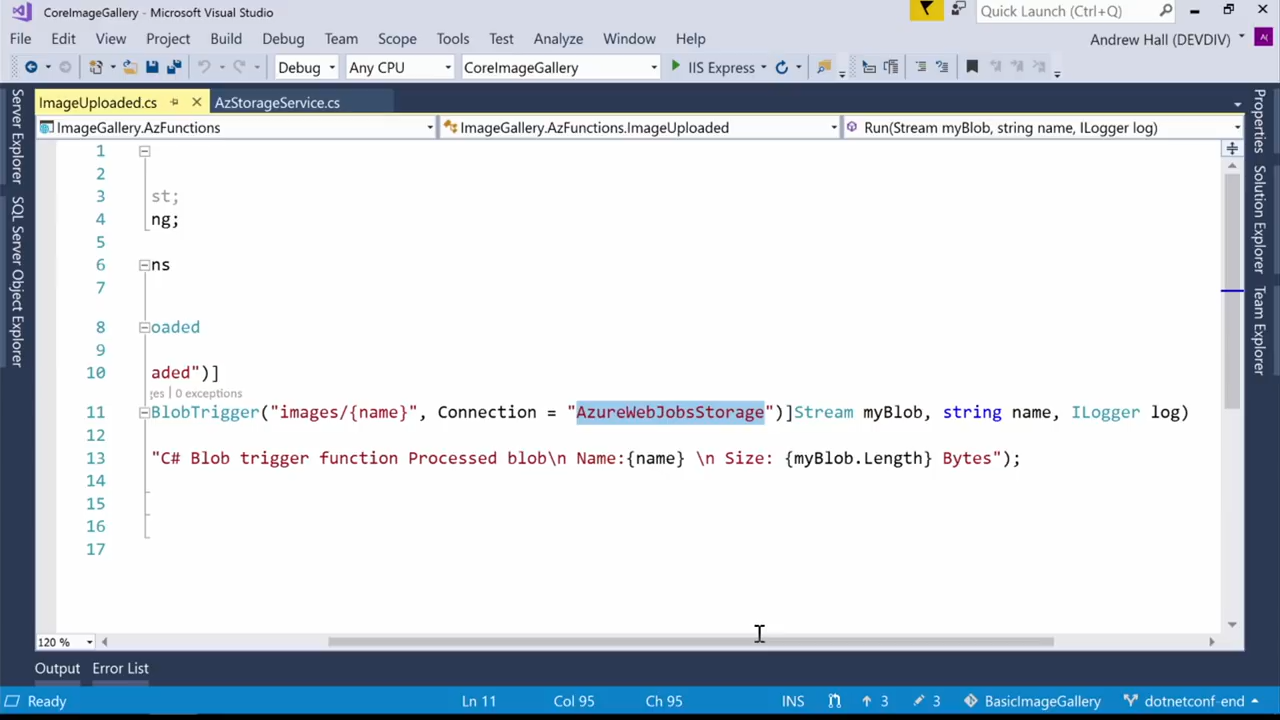 CoreImageGallery - Microsoft Visual Studio
Quick Launch (Ctrl+Q)
File Edit View Project Build Debug Team Scope Tools Test Analyze Window Help
Andrew Hall (DEVDIV)
Debug Any CPU CoreImageGallery IIS Express
ImageUploaded.cs AzStorageService.cs
ImageGallery.AzFunctions ImageGallery.AzFunctions.ImageUploaded Run(Stream myBlob, string name, ILogger log)
Server Explorer
SQL Server Object Explorer
1
2
3 st;
4 ng;
5
6 ns
7
8 oaded
9
10 aded")]
ges | 0 exceptions
11 BlobTrigger("images/{name}", Connection = "AzureWebJobsStorage")]Stream myBlob, string name, ILogger log)
12
13 "C# Blob trigger function Processed blob\n Name:{name} \n Size: {myBlob.Length} Bytes");
14
15
16
17
Properties
Solution Explorer
Team Explorer
120 %
Output Error List
Ready Ln 11 Col 95 Ch 95 INS 3 3 BasicImageGallery dotnetconf-end